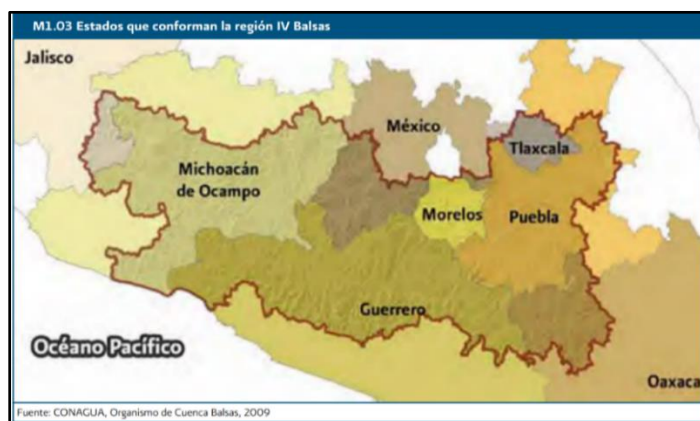 M1.03 Estados que conforman la región IV Balsas
Jalisco
México
Tlaxcala
Michoacán
de Ocampo
Morelos
Puebla
Guerrero
Océano Pacífico
Oaxaca
Fuente: CONAGUA, Organismo de Cuenca Balsas, 2009